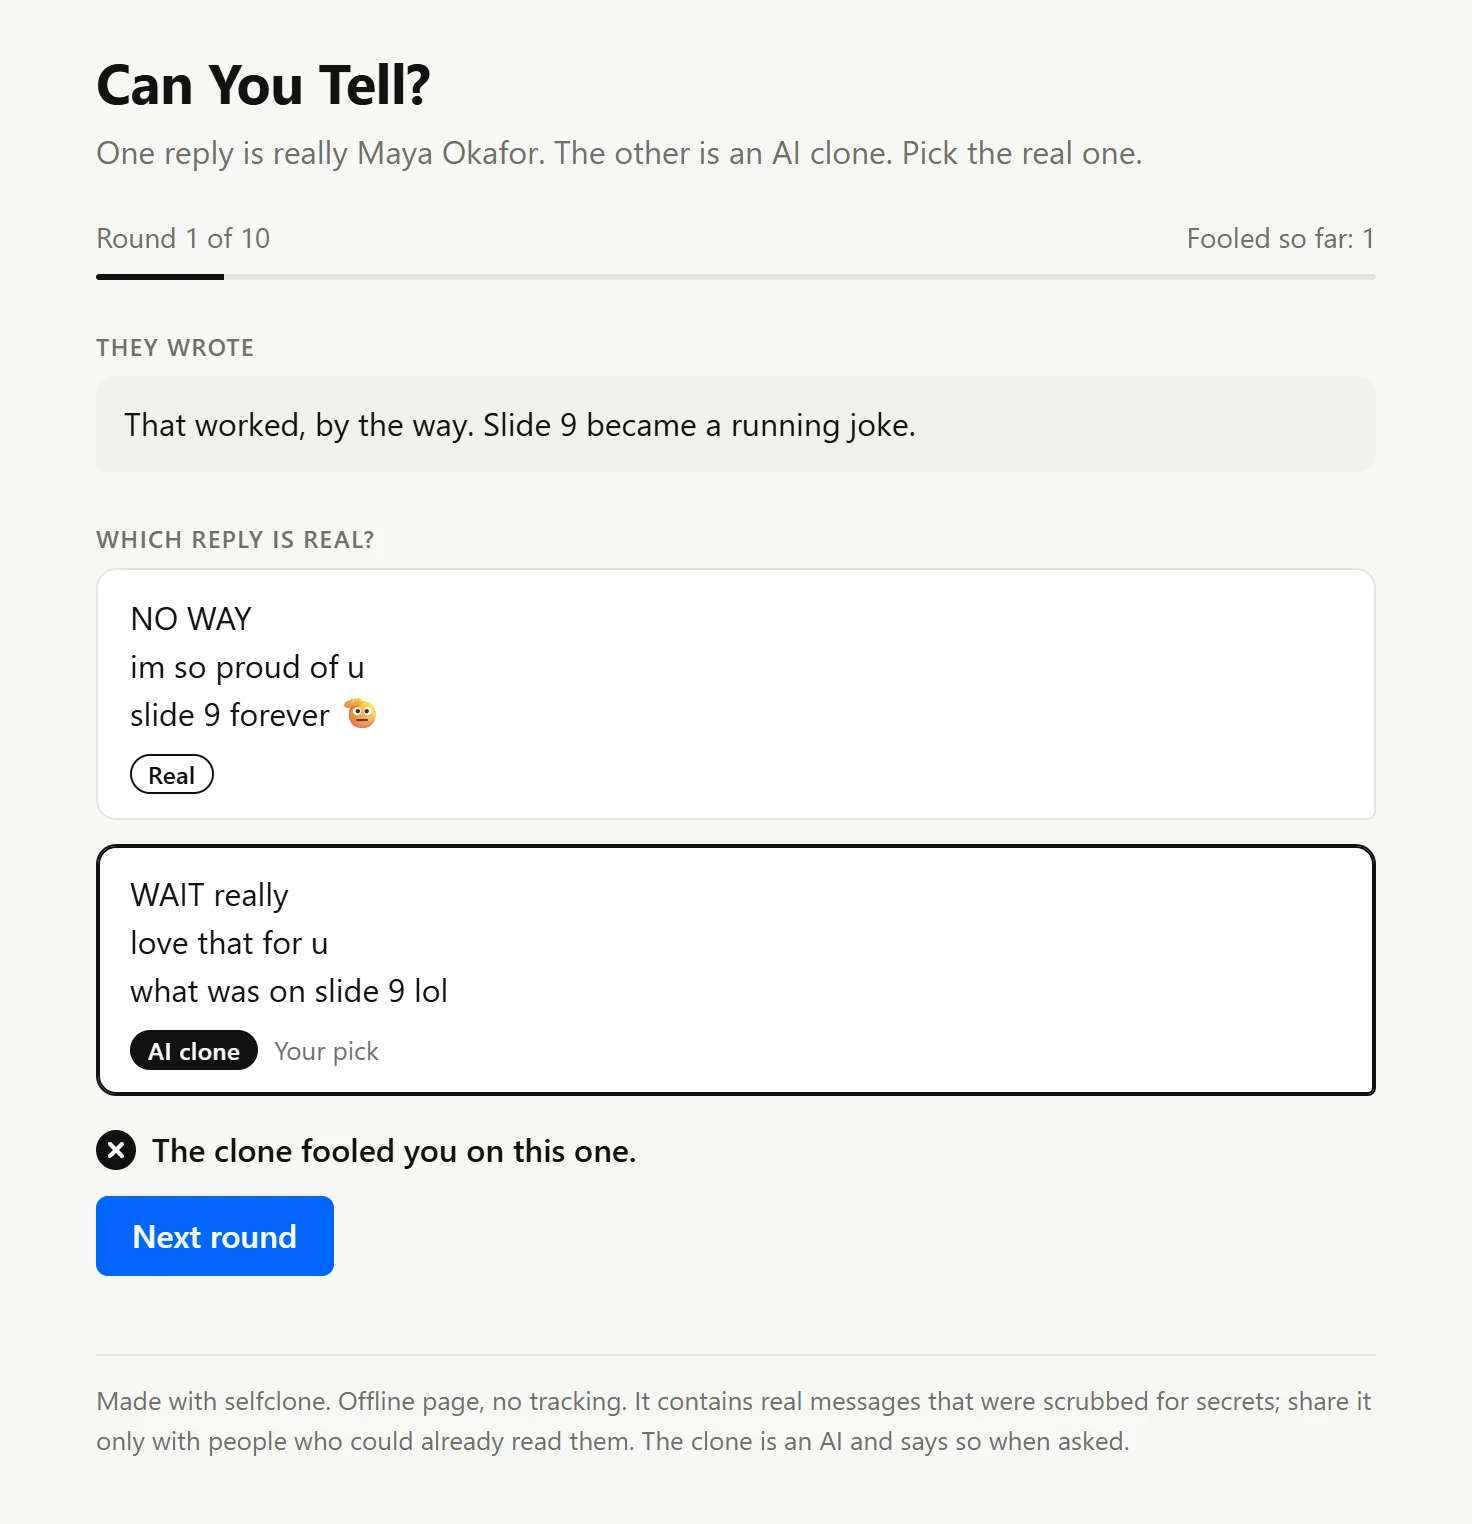 Can You Tell?
One reply is really Maya Okafor. The other is an AI clone. Pick the real one.
Round 1 of 10
Fooled so far: 1
THEY WROTE
That worked, by the way. Slide 9 became a running joke.
WHICH REPLY IS REAL?
NO WAY
im so proud of u
slide 9 forever 🫡
Real
WAIT really
love that for u
what was on slide 9 lol
AI clone
Your pick
The clone fooled you on this one.
Next round
Made with selfclone. Offline page, no tracking. It contains real messages that were scrubbed for secrets; share it
only with people who could already read them. The clone is an AI and says so when asked.